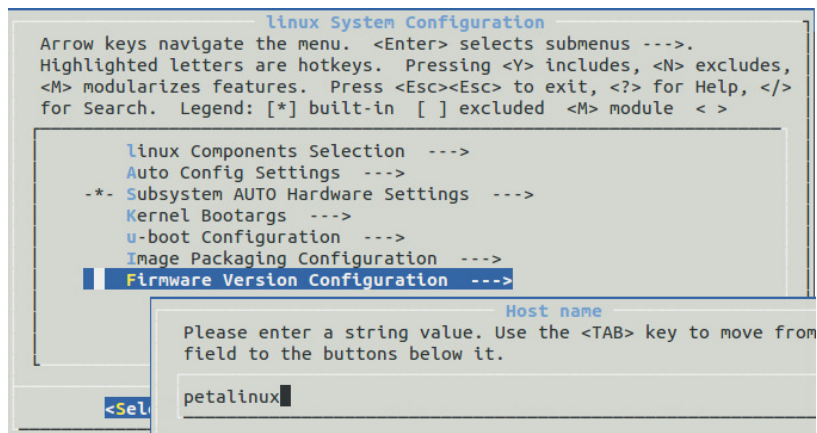 linux System Configuration
Arrow keys navigate the menu.  <Enter> selects submenus --->.
Highlighted letters are hotkeys.  Pressing <Y> includes, <N> excludes,
<M> modularizes features.  Press <Esc><Esc> to exit, <?> for Help, </>
for Search.  Legend: [*] built-in  [ ] excluded  <M> module  < >
linux Components Selection  --->
Auto Config Settings  --->
-*- Subsystem AUTO Hardware Settings  --->
Kernel Bootargs  --->
u-boot Configuration  --->
Image Packaging Configuration  --->
Firmware Version Configuration  --->
Host name
Please enter a string value. Use the <TAB> key to move from
field to the buttons below it.
petalinux
<Sel